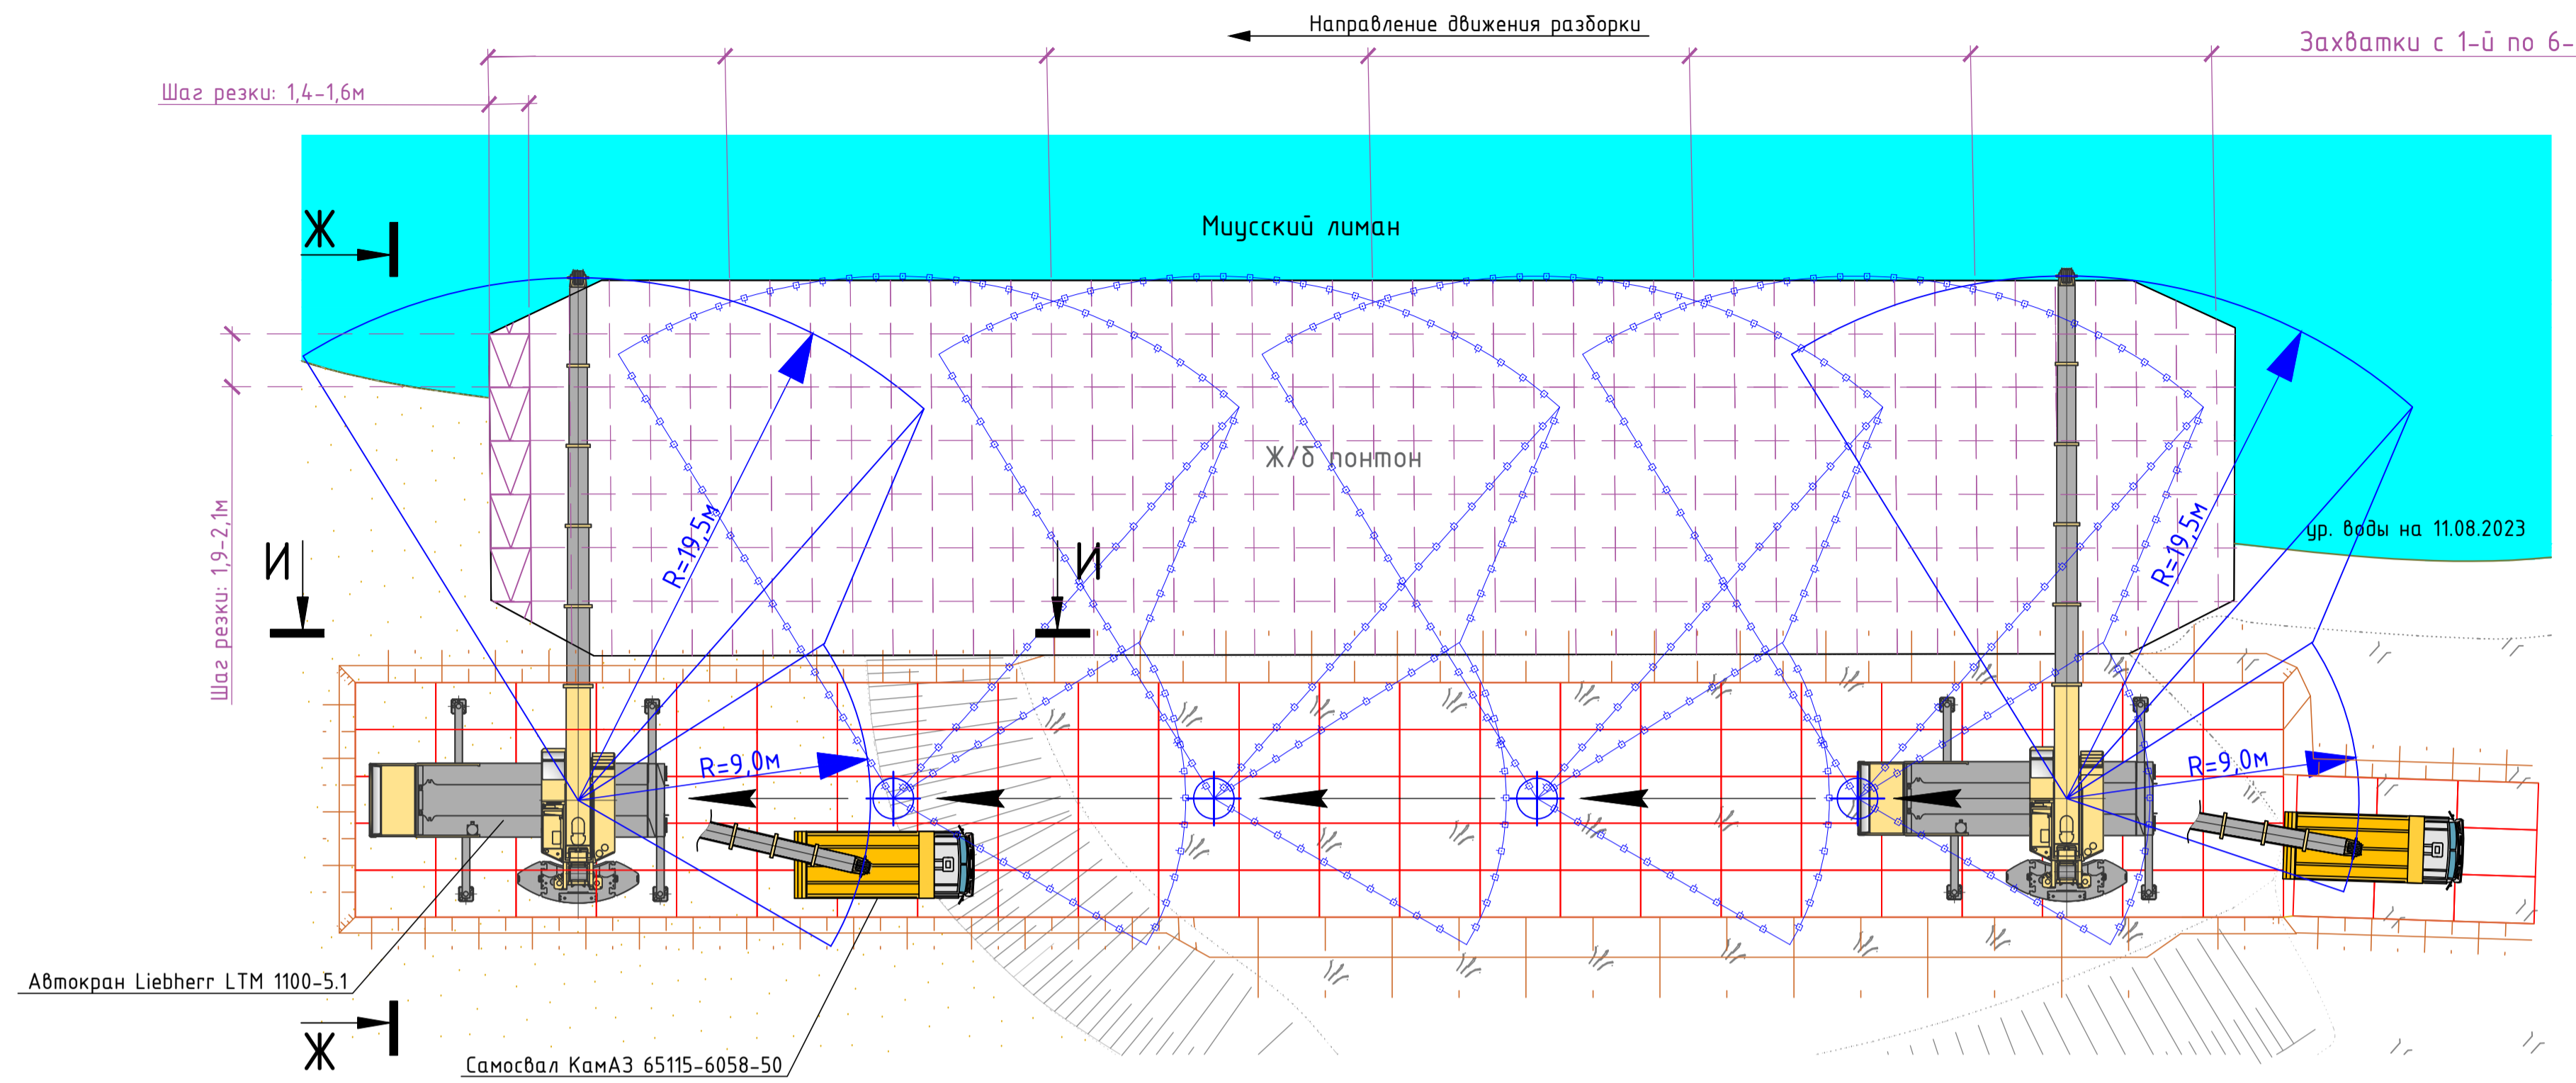 Направление движения разборки
Захватки с 1-й по 6-
Шаг резки: 1,4-1,6м
Ж
Миусский лиман
Ж/б понтон
R=19,5м
R=19,5м
ур. воды на 11.08.2023
Шаг резки: 1,9-2,1м
И
И
R=9,0м
R=9,0м
Автокран Liebherr LTM 1100-5.1
Ж
Самосвал КамАЗ 65115-6058-50